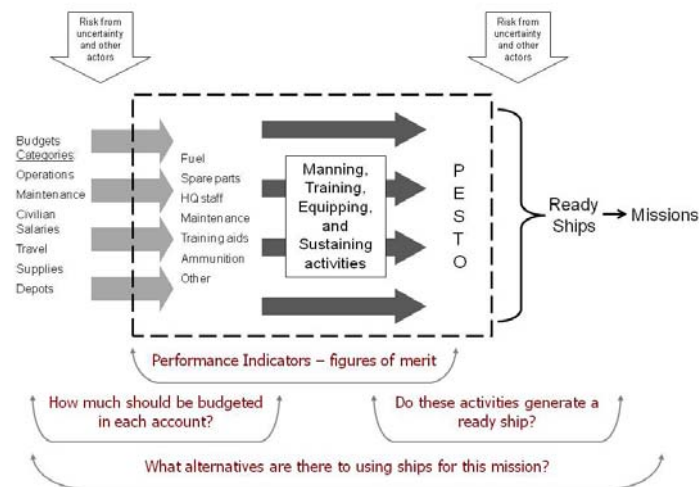 Risk from
uncertainty
and other
actors
Risk from
uncertainty
and other
actors
Budgets
Categories:
Operations
Maintenance
Civilian
Salaries
Travel
Supplies
Depots
Fuel
Spare parts
HQ staff
Maintenance
Training aids
Ammunition
Other
Manning,
Training,
Equipping,
and
Sustaining
activities
P
E
S
T
O
Ready
Ships
Missions
Performance Indicators – figures of merit
How much should be budgeted
in each account?
Do these activities generate a
ready ship?
What alternatives are there to using ships for this mission?